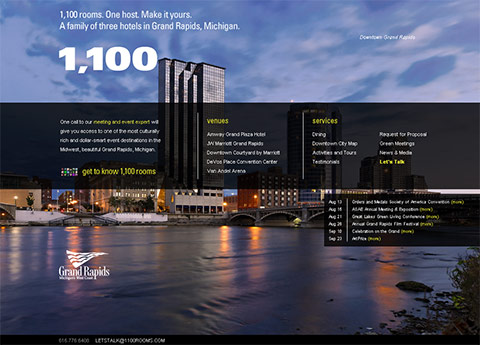 1,100 rooms. One host. Make it yours.
A family of three hotels in Grand Rapids, Michigan.
Downtown Grand Rapids
1,100
One call to our meeting and event expert will
give you access to one of the most culturally
rich and dollar-smart event destinations in the
Midwest, beautiful Grand Rapids, Michigan.
get to know 1,100 rooms
venues
Amway Grand Plaza Hotel
JW Marriott Grand Rapids
Downtown Courtyard by Marriott
DeVos Place Convention Center
Van Andel Arena
services
Dining
Downtown City Map
Activities and Tours
Testimonials
Request for Proposal
Green Meetings
News & Media
Let's Talk
Aug 13 Orders and Medals Society of America Convention (more)
Aug 16 ASAE Annual Meeting & Exposition (more)
Aug 21 Great Lakes Green Living Conference (more)
Aug 26 Annual Grand Rapids Film Festival (more)
Sep 18 Celebration on the Grand (more)
Sep 23 ArtPrize (more)
Grand Rapids
Michigan's West Coast
616 776 6408 LETSTALK@1100ROOMS.COM